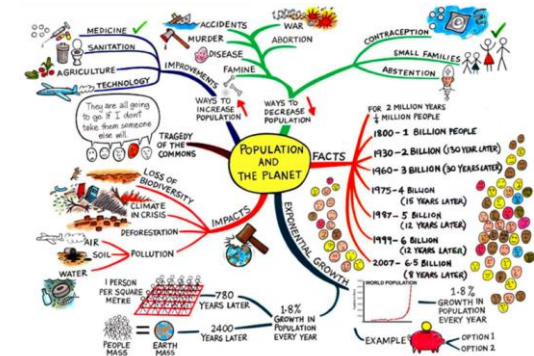 POPULATION
AND
THE PLANET
WAYS TO
INCREASE
POPULATION
IMPROVEMENTS
MEDICINE
SANITATION
AGRICULTURE
TECHNOLOGY
WAYS TO
DECREASE
POPULATION
ACCIDENTS
MURDER
DISEASE
FAMINE
WAR
ABORTION
CONTRACEPTION
SMALL FAMILIES
ABSTENTION
FACTS
FOR 2 MILLION YEARS
MILLION PEOPLE
1800 - 1 BILLION PEOPLE
1930 - 2 BILLION (130 YEAR LATER)
1960 - 3 BILLION (30 YEARS LATER)
1975 - 4 BILLION
(15 YEARS LATER)
1987 - 5 BILLION
(12 YEARS LATER)
1999 - 6 BILLION
(12 YEARS LATER)
2007 - 6.5 BILLION
(8 YEARS LATER)
EXPONENTIAL GROWTH
WORLD POPULATION
1.8%
GROWTH IN
POPULATION
EVERY YEAR
EXAMPLE
OPTION 1
OPTION 2
1.8%
GROWTH IN
POPULATION
EVERY YEAR
780
YEARS LATER
1 PERSON
PER SQUARE
METRE
2400
YEARS LATER
PEOPLE
MASS
=
EARTH
MASS
IMPACTS
LOSS OF
BIODIVERSITY
CLIMATE
IN CRISIS
DEFORESTATION
POLLUTION
AIR
SOIL
WATER
TRAGEDY
OF THE
COMMONS
They are all going
to go. If I don't
take them someone
else will.